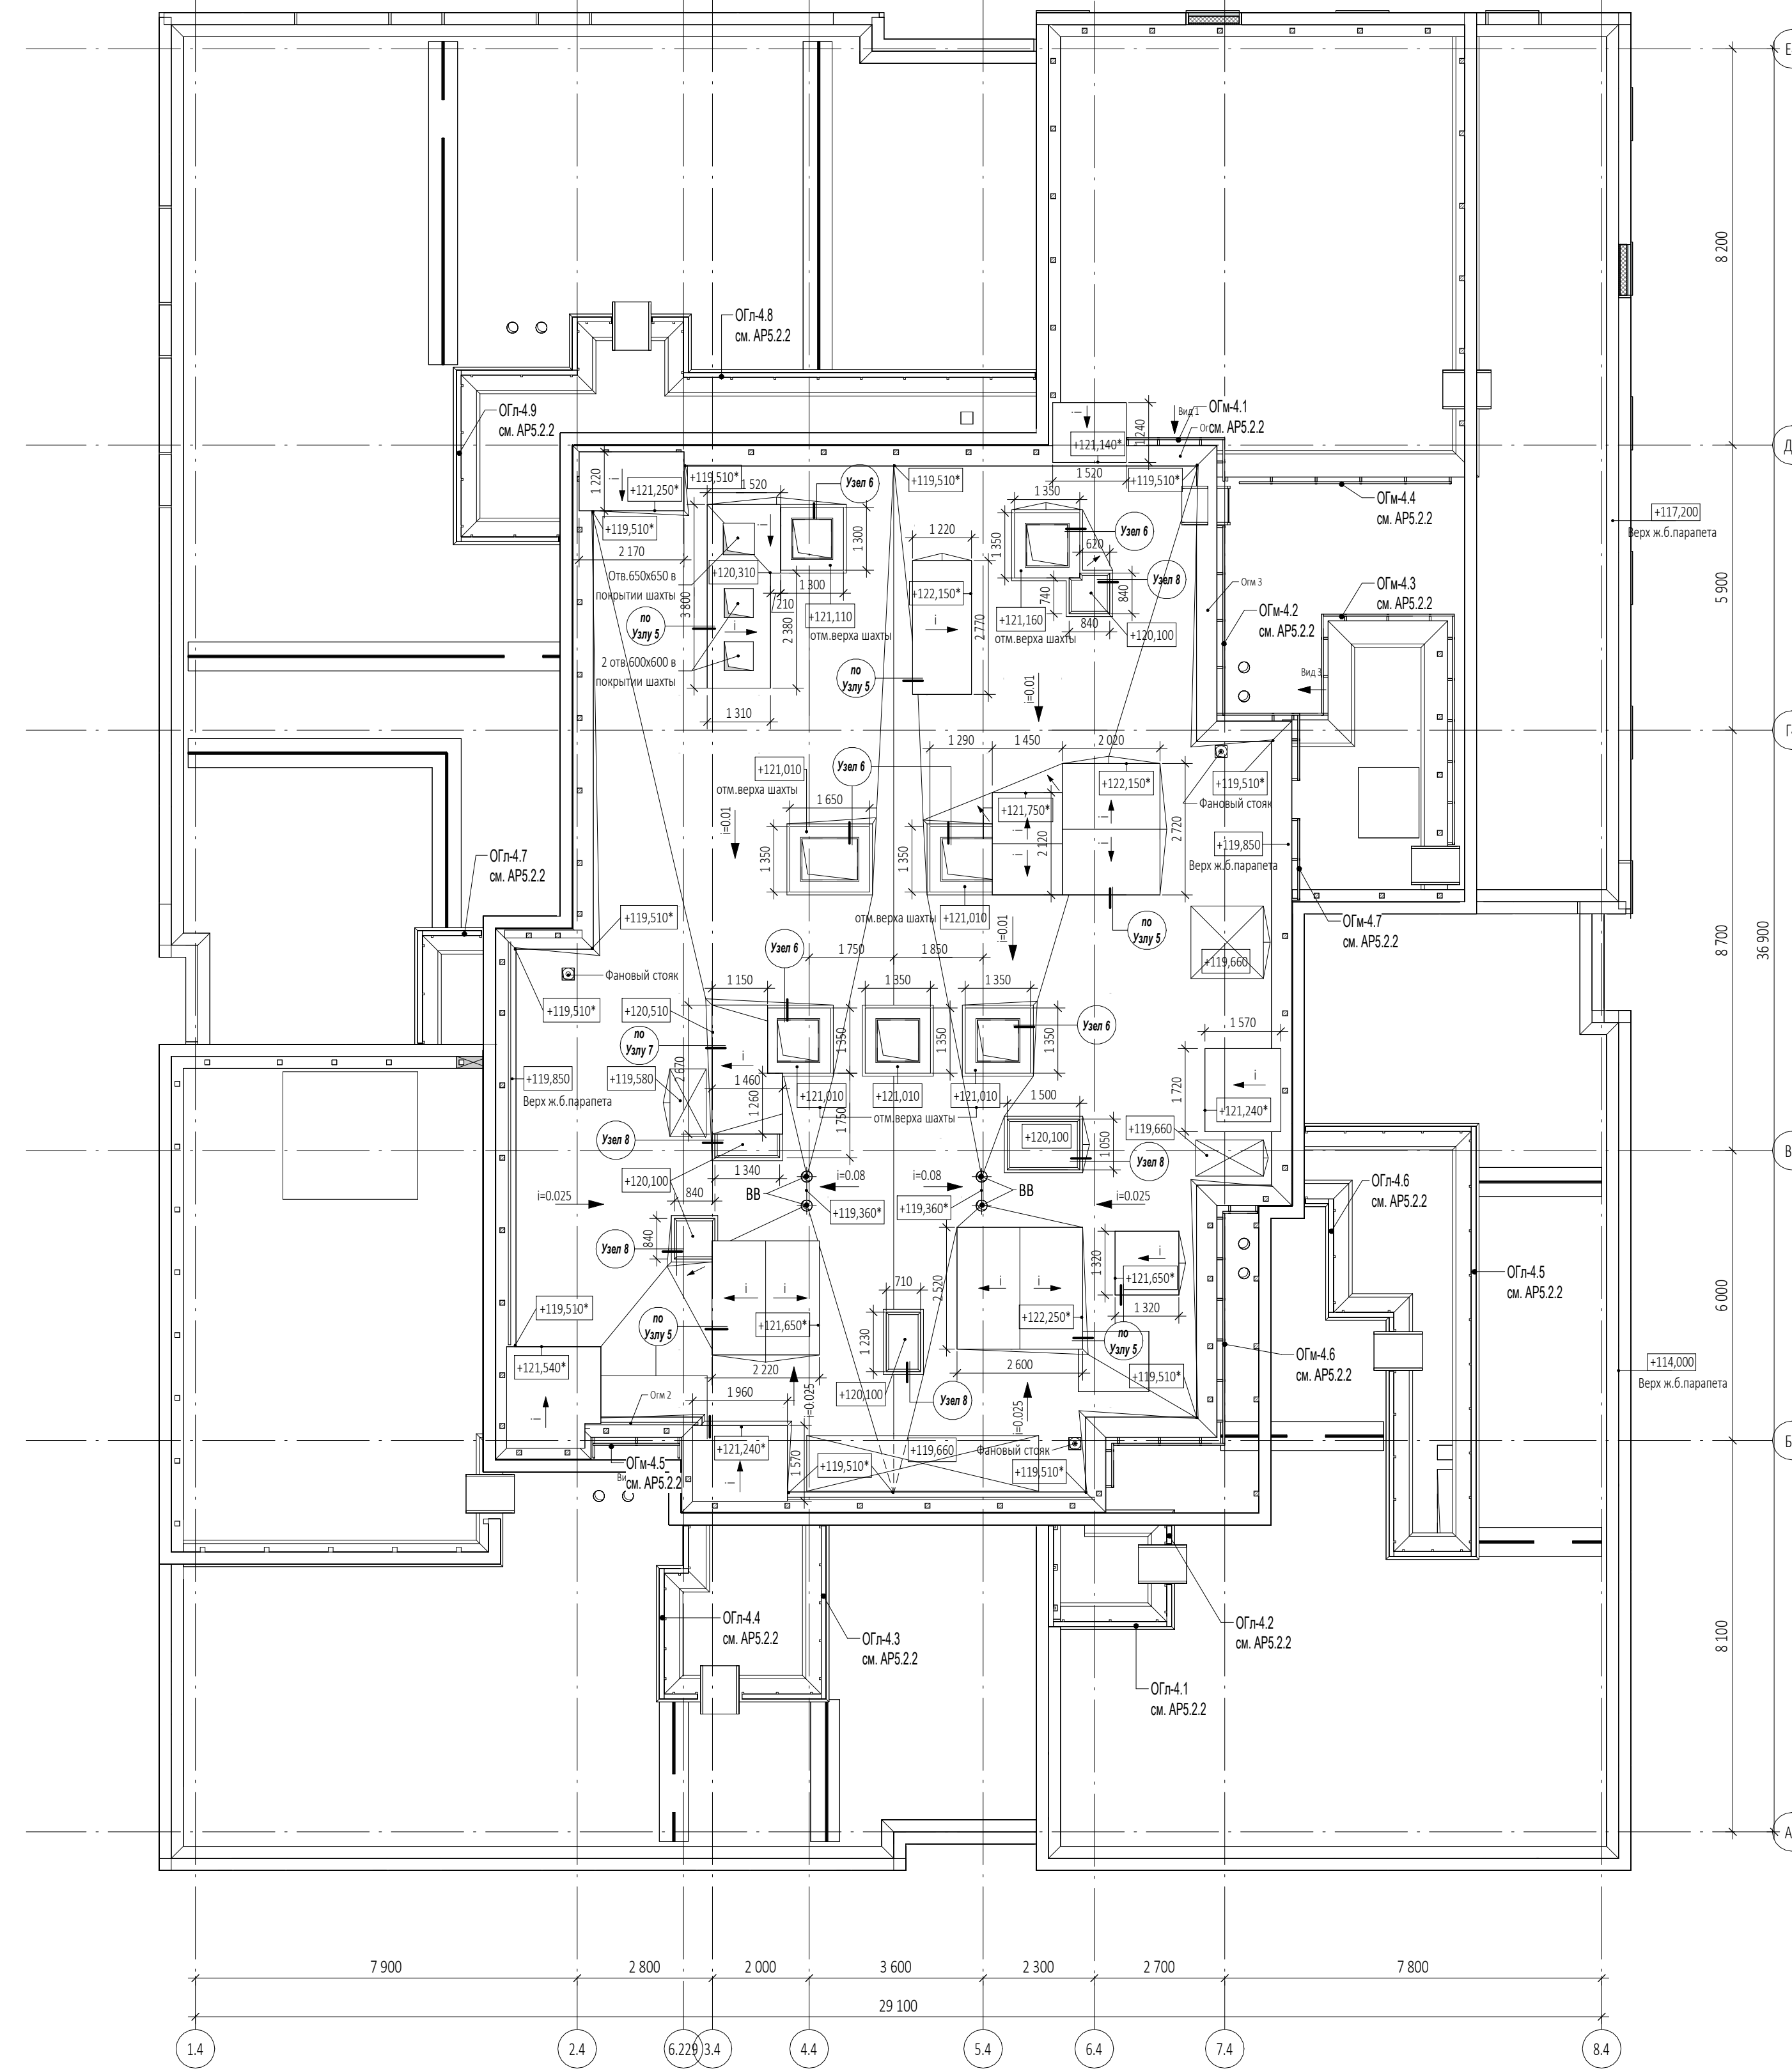 Е
8 200
ОГл-4.8
см. АР5.2.2
ОГл-4.9
см. АР5.2.2
Вид 1
ОГм-4.1
см. АР5.2.2
i
+121,140*
1 240
1 520
+119,510*
Д
ОГм-4.4
см. АР5.2.2
+117,200
Верх ж.б.парапета
1 220
i
+121,250*
+119,510*
1 520
Узел 6
+119,510*
+119,510*
2 170
1 350
1 350
Узел 6
620
1 300
1 220
i
Отв.650х650 в
покрытии шахты
+120,310
1 300
210
+121,110
отм.верха шахты
3 800
2 380
по
Узлу 5
i
2 отв.600х600 в
покрытии шахты
1 310
+122,150*
i
2 770
по
Узлу 5
740
840
Узел 8
+121,160
отм.верха шахты
840
+120,100
Огм 3
ОГм-4.2
см. АР5.2.2
ОГм-4.3
см. АР5.2.2
5 900
Вид 3
i=0.01
Г
1 290
1 450
2 020
+121,010
отм.верха шахты
Узел 6
1 650
+122,150*
+121,750*
i
i
i
i
+119,510*
Фановый стояк
i=0.01
1 350
1 350
2 120
2 720
+119,850
Верх ж.б.парапета
ОГл-4.7
см. АР5.2.2
отм.верха шахты
+121,010
+119,510*
по
Узлу 5
ОГм-4.7
см. АР5.2.2
i=0.01
8 700
36 900
Узел 6
1 750
1 850
+119,660
Фановый стояк
1 150
1 350
1 350
+119,510*
+120,510
по
Узлу 7
Узел 6
1 570
1 350
1 350
1 350
i
2 670
i
1 720
+119,850
Верх ж.б.парапета
+119,580
1 460
1 260
+121,010
+121,010
+121,010
отм.верха шахты
1 750
1 500
+121,240*
+120,100
1 050
+119,660
Узел 8
Узел 8
В
1 340
+120,100
840
ВВ
i=0.08
i=0.08
ВВ
i=0.025
+119,360*
+119,360*
i=0.025
ОГл-4.6
см. АР5.2.2
840
Узел 8
i
i
710
2 520
i
i
1 320
i
+121,650*
1 320
ОГл-4.5
см. АР5.2.2
6 000
+119,510*
по
Узлу 5
+121,650*
1 230
+122,250*
по
Узлу 5
+121,540*
i
2 220
2 600
+119,510*
ОГм-4.6
см. АР5.2.2
+114,000
Верх ж.б.парапета
Огм 2
1 960
i=0.025
+120,100
Узел 8
i=0.025
Б
+121,240*
i
1 570
+119,660
Фановый стояк
+119,510*
+119,510*
ОГм-4.5
см. АР5.2.2
ОГл-4.4
см. АР5.2.2
ОГл-4.3
см. АР5.2.2
ОГл-4.2
см. АР5.2.2
8 100
ОГл-4.1
см. АР5.2.2
А
7 900
2 800
2 000
3 600
2 300
2 700
7 800
29 100
1.4
2.4
6.229
3.4
4.4
5.4
6.4
7.4
8.4